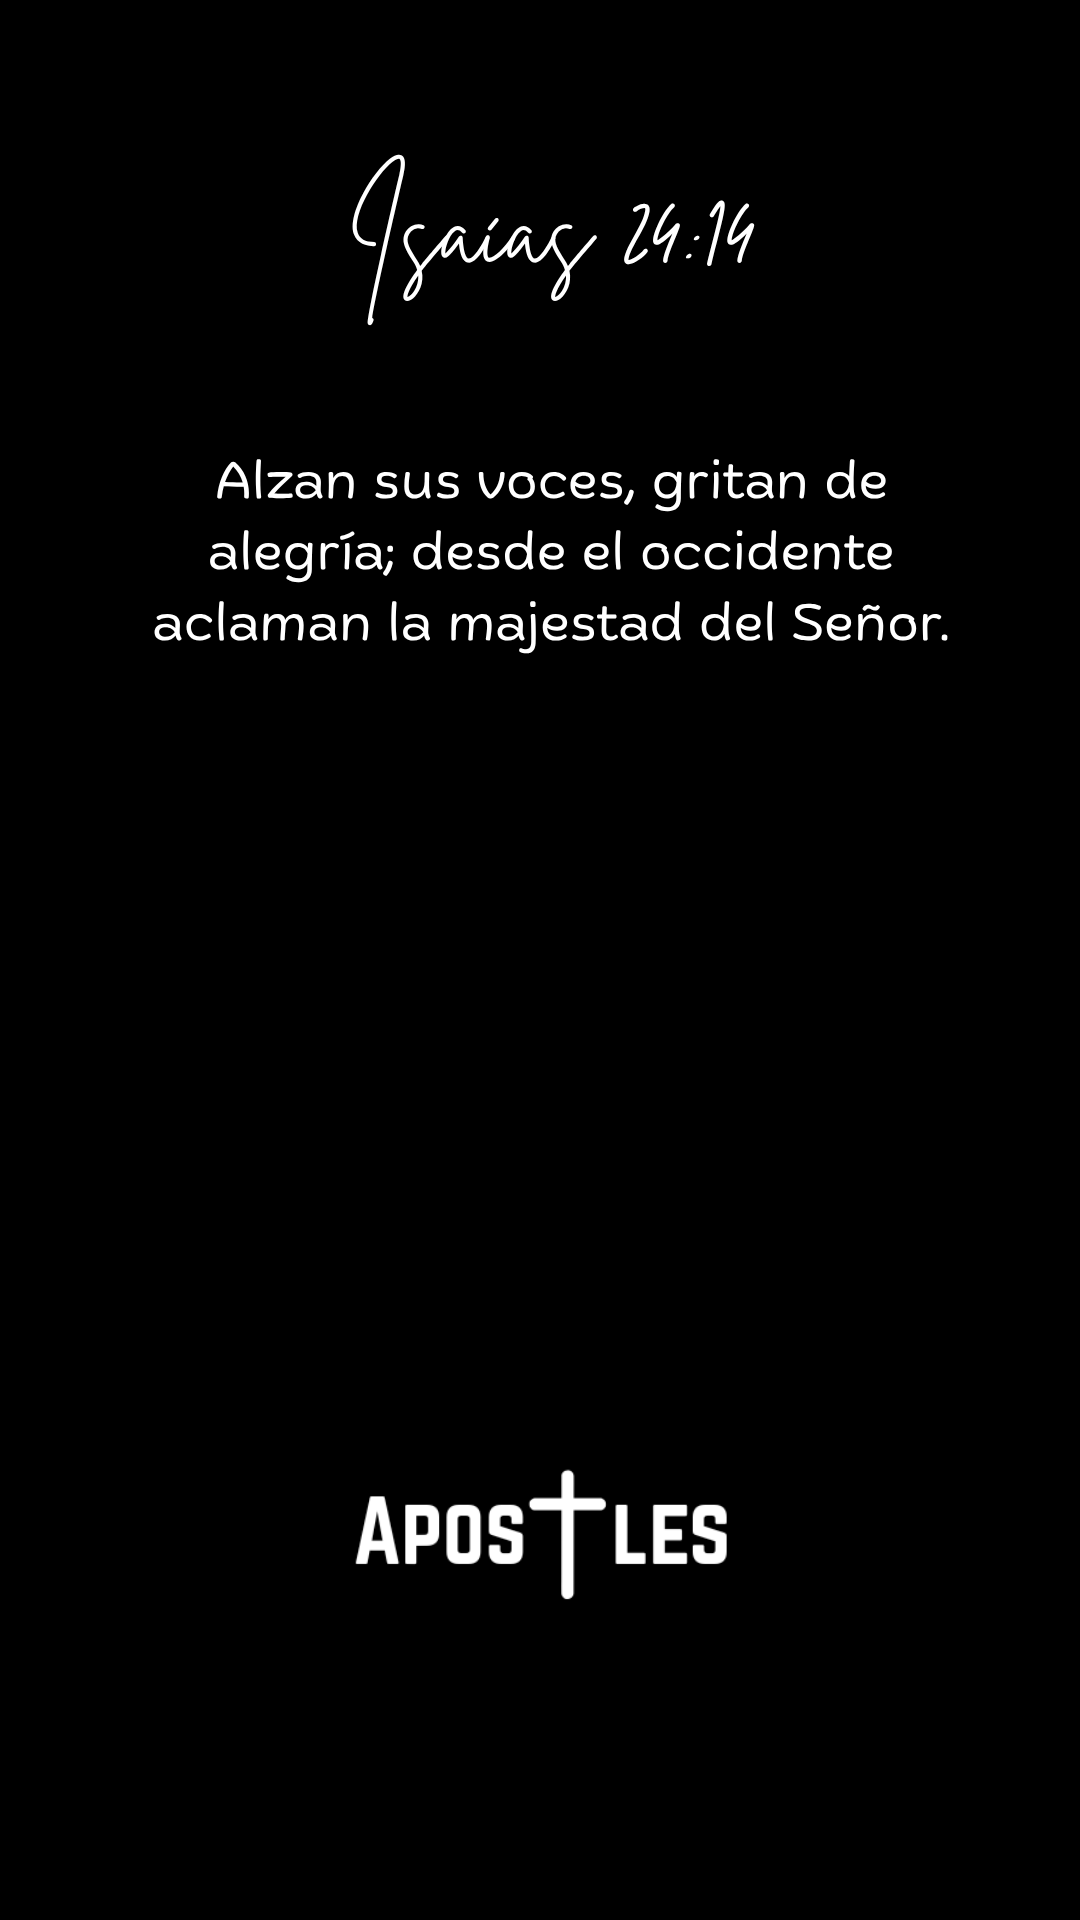 Isaías 24:14
Alzan sus voces, gritan de
alegría; desde el occidente
aclaman la majestad del Señor.
Apostles